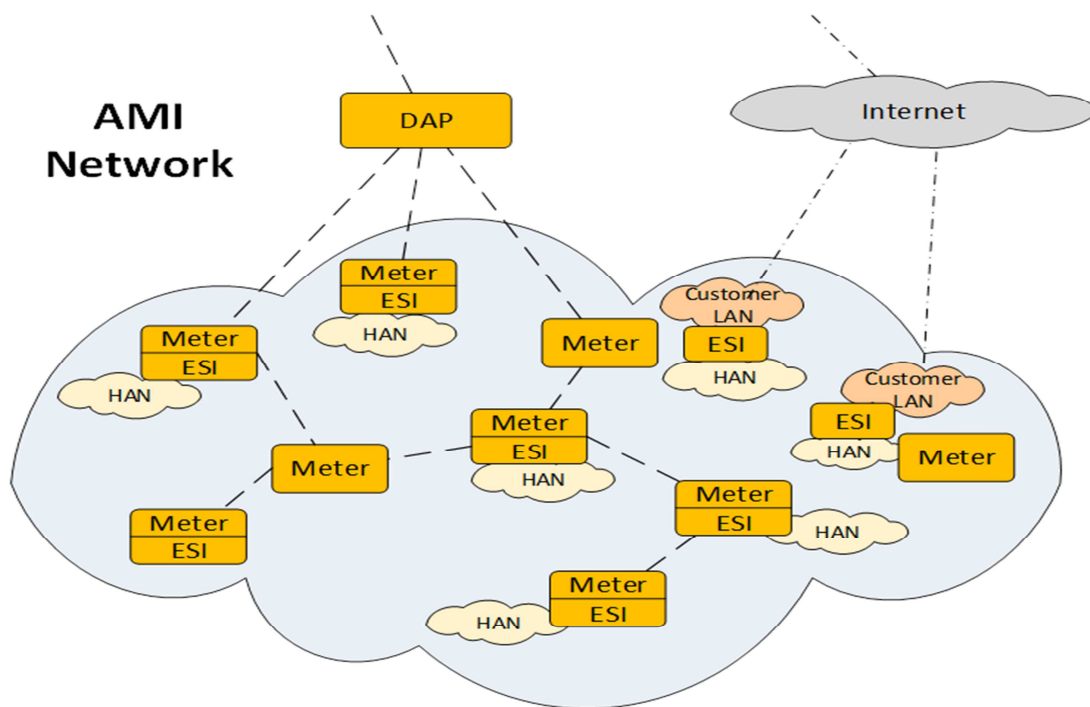 AMI
Network
DAP
Internet
Meter
ESI
HAN
Customer
LAN
ESI
HAN
Meter
ESI
HAN
Meter
Customer
LAN
ESI
HAN
Meter
Meter
ESI
HAN
Meter
Meter
ESI
HAN
Meter
ESI
Meter
ESI
HAN